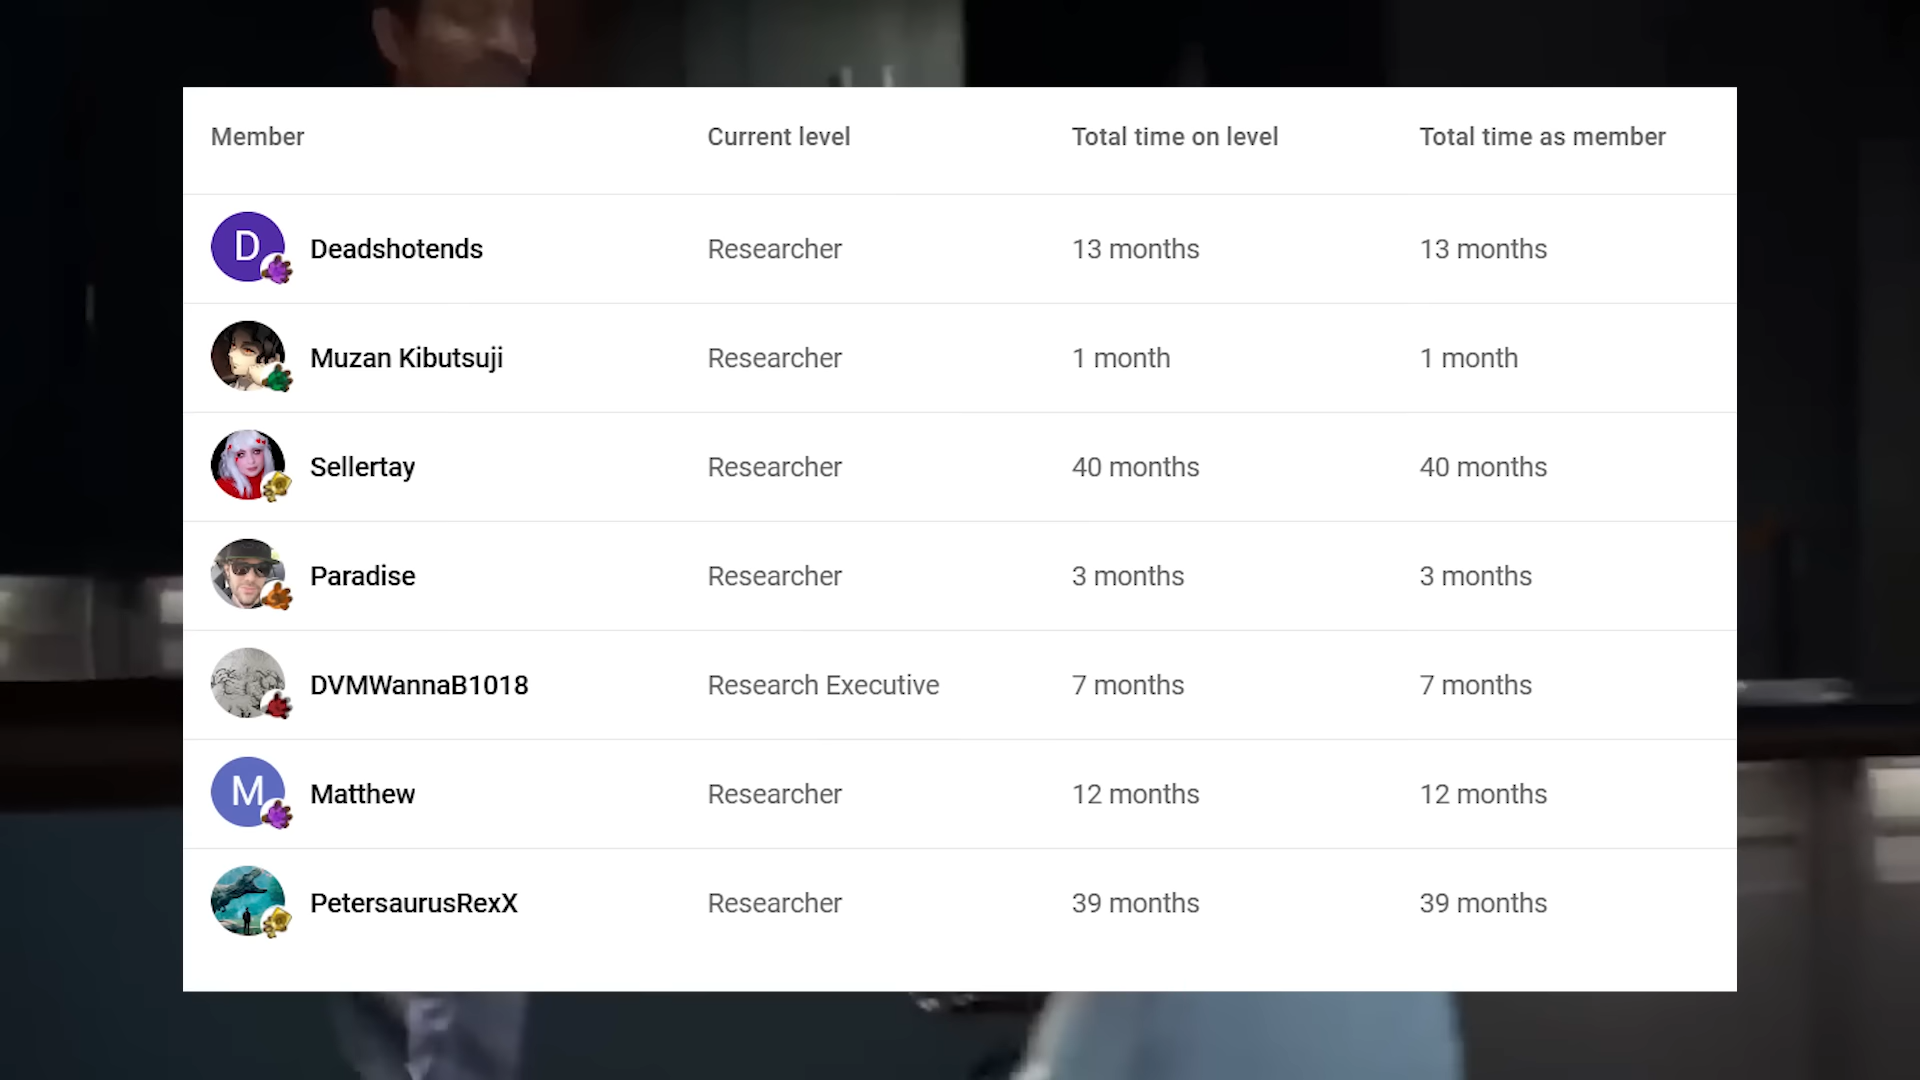 Member Current level Total time on level Total time as member
D Deadshotends Researcher 13 months 13 months
Muzan Kibutsuji Researcher 1 month 1 month
Sellertay Researcher 40 months 40 months
Paradise Researcher 3 months 3 months
DVMWannaB1018 Research Executive 7 months 7 months
M Matthew Researcher 12 months 12 months
PetersaurusRexX Researcher 39 months 39 months